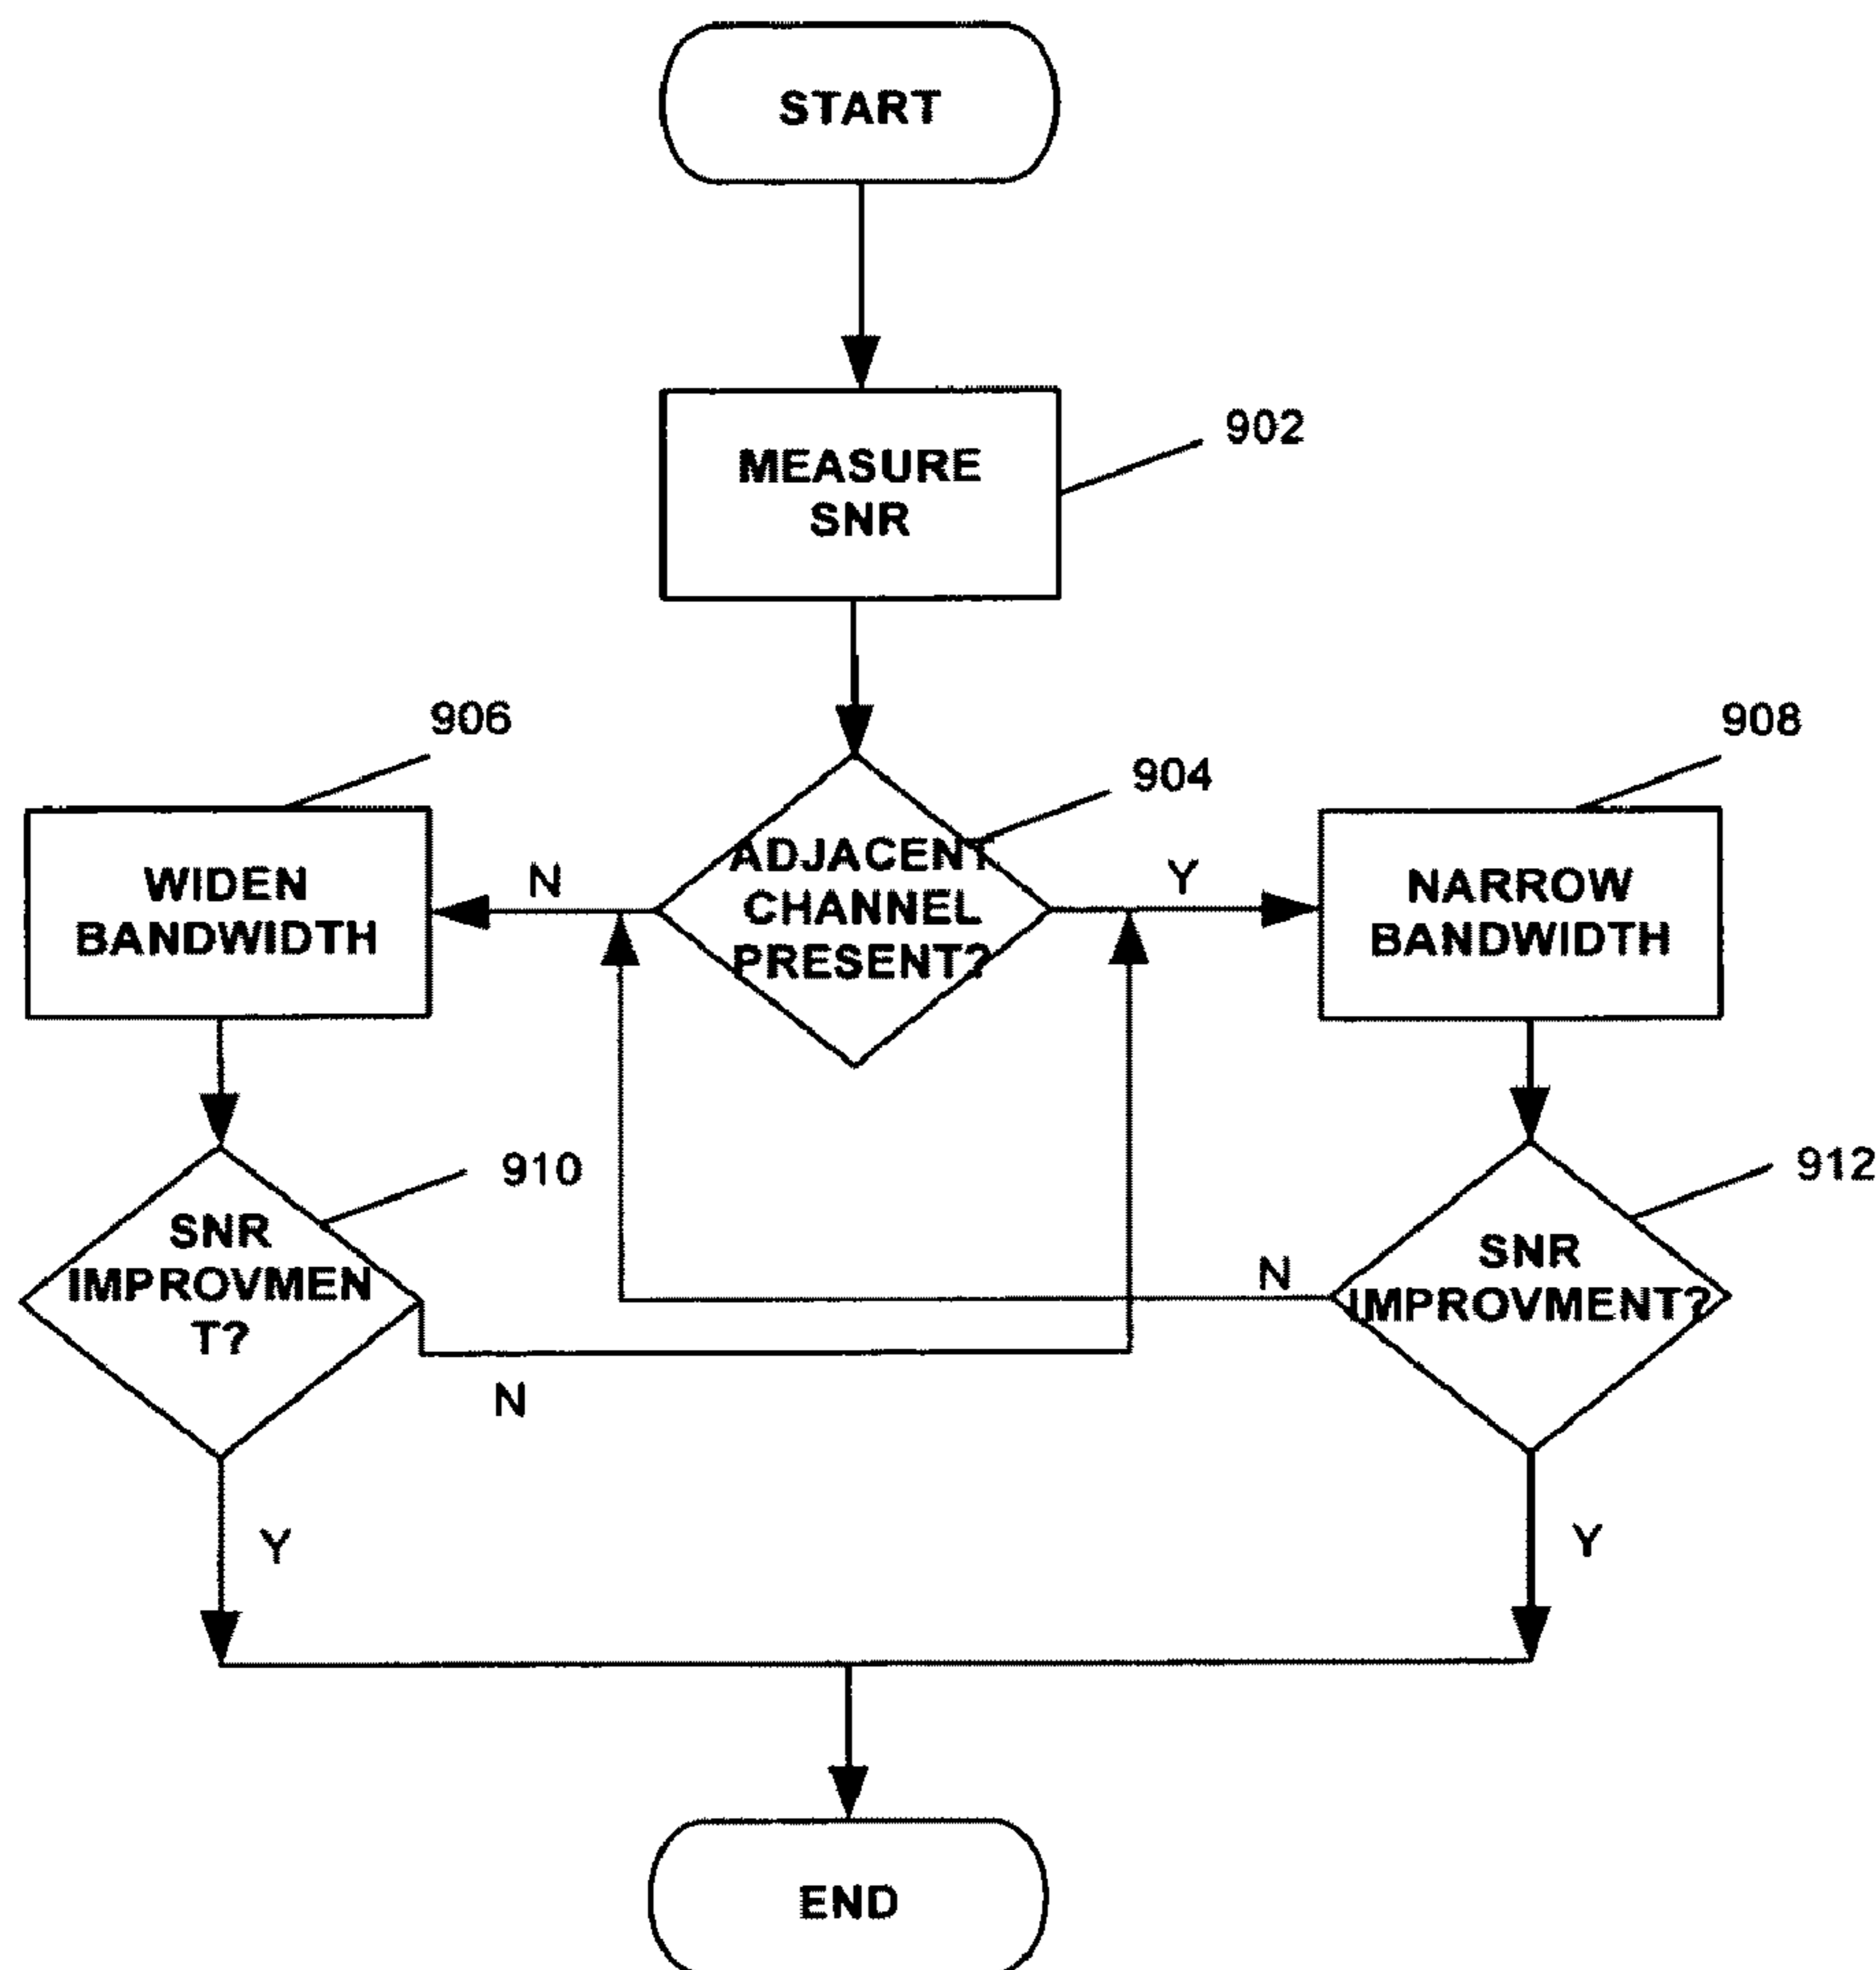 START
MEASURE
SNR
902
906
908
904
WIDEN
BANDWIDTH
N
ADJACENT
CHANNEL
PRESENT?
Y
NARROW
BANDWIDTH
910
912
SNR
IMPROVMEN
T?
N
SNR
IMPROVMENT?
N
Y
Y
END